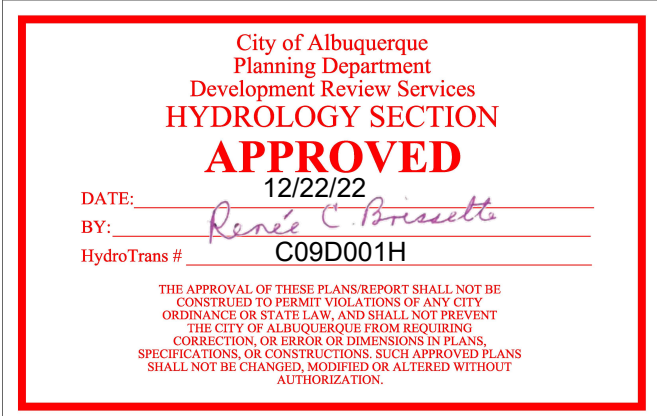 City of Albuquerque
Planning Department
Development Review Services
HYDROLOGY SECTION
APPROVED
DATE: 12/22/22
BY: Renée C. Brissette
HydroTrans # C09D001H
THE APPROVAL OF THESE PLANS/REPORT SHALL NOT BE
CONSTRUED TO PERMIT VIOLATIONS OF ANY CITY
ORDINANCE OR STATE LAW, AND SHALL NOT PREVENT
THE CITY OF ALBUQUERQUE FROM REQUIRING
CORRECTION, OR ERROR OR DIMENSIONS IN PLANS,
SPECIFICATIONS, OR CONSTRUCTIONS. SUCH APPROVED PLANS
SHALL NOT BE CHANGED, MODIFIED OR ALTERED WITHOUT
AUTHORIZATION.